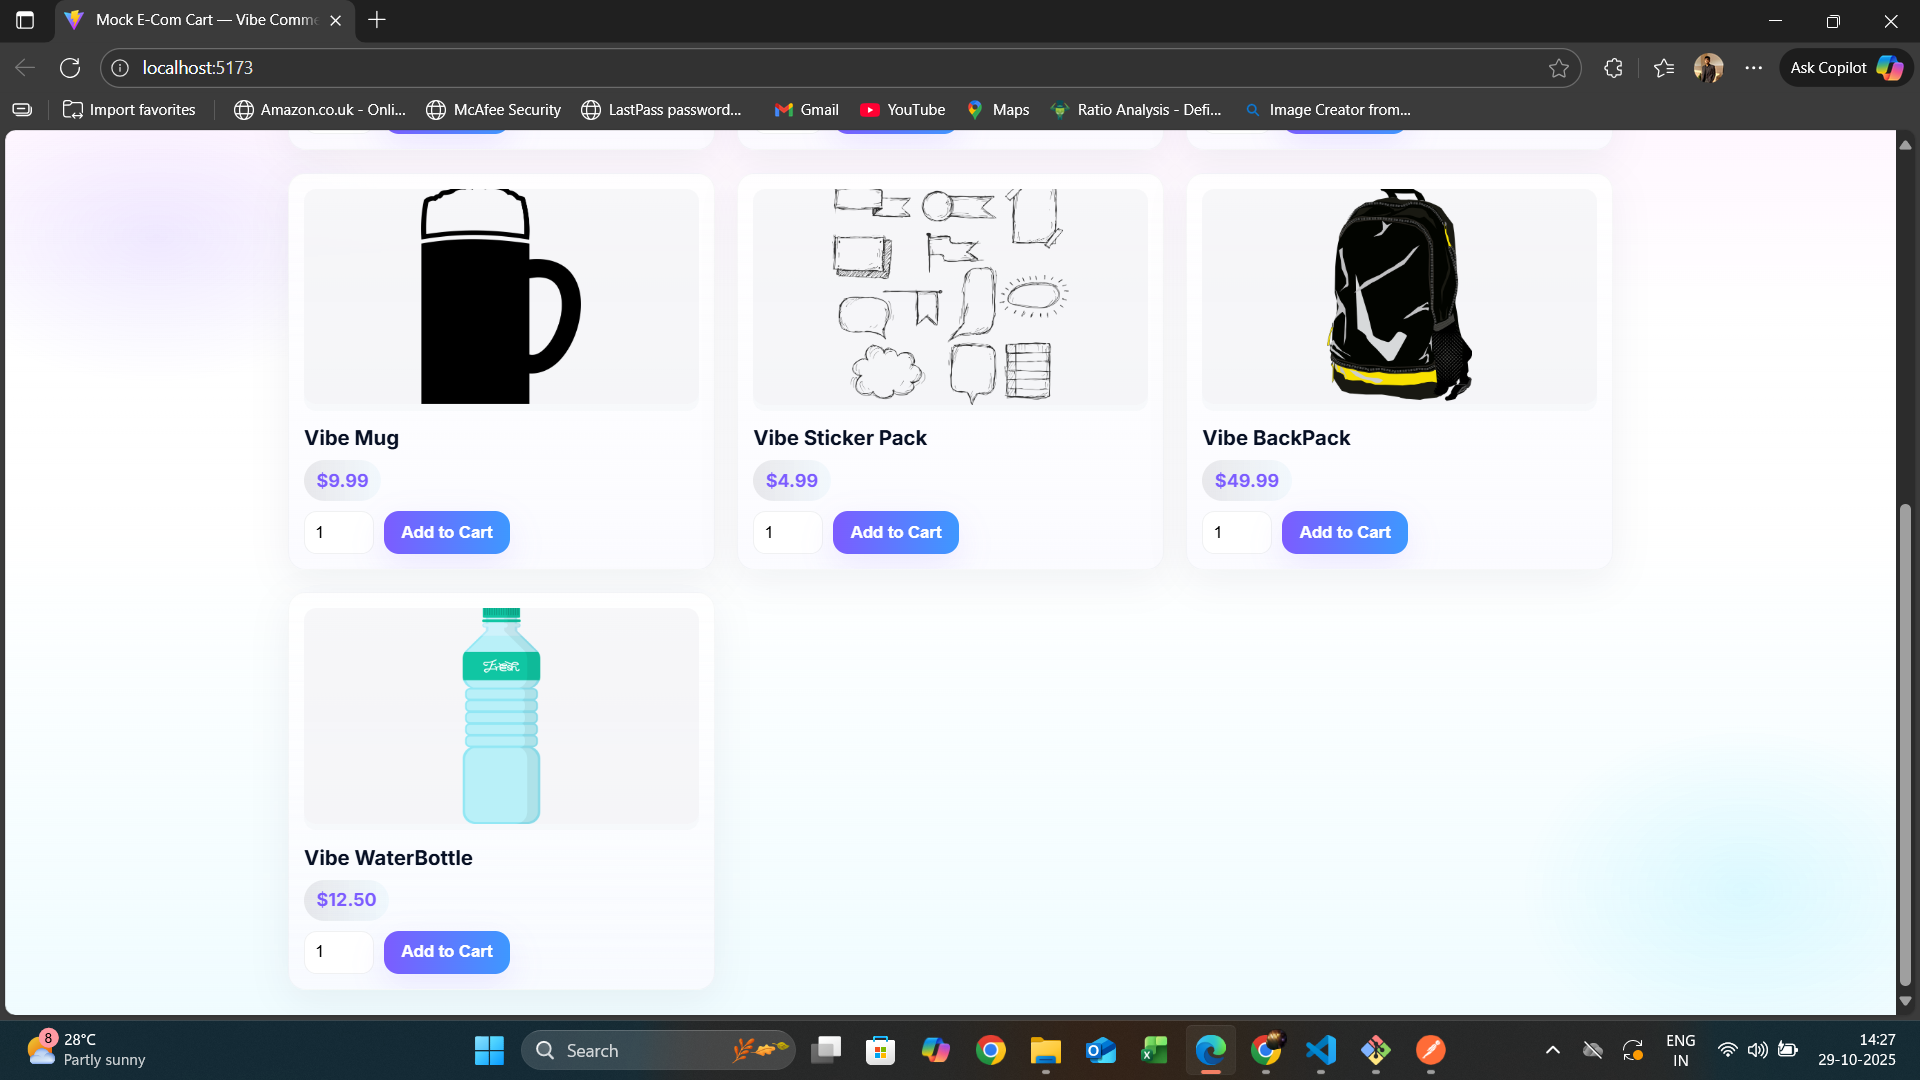 Mock E-Com Cart — Vibe Comme
localhost:5173
Ask Copilot
Import favorites
Amazon.co.uk - Onli...
McAfee Security
LastPass password...
Gmail
YouTube
Maps
Ratio Analysis - Defi...
Image Creator from...
Vibe Mug
$9.99
1
Add to Cart
Vibe Sticker Pack
$4.99
1
Add to Cart
Vibe BackPack
$49.99
1
Add to Cart
Fresh
Vibe WaterBottle
$12.50
1
Add to Cart
8
28°C
Partly sunny
Search
ENG
IN
14:27
29-10-2025